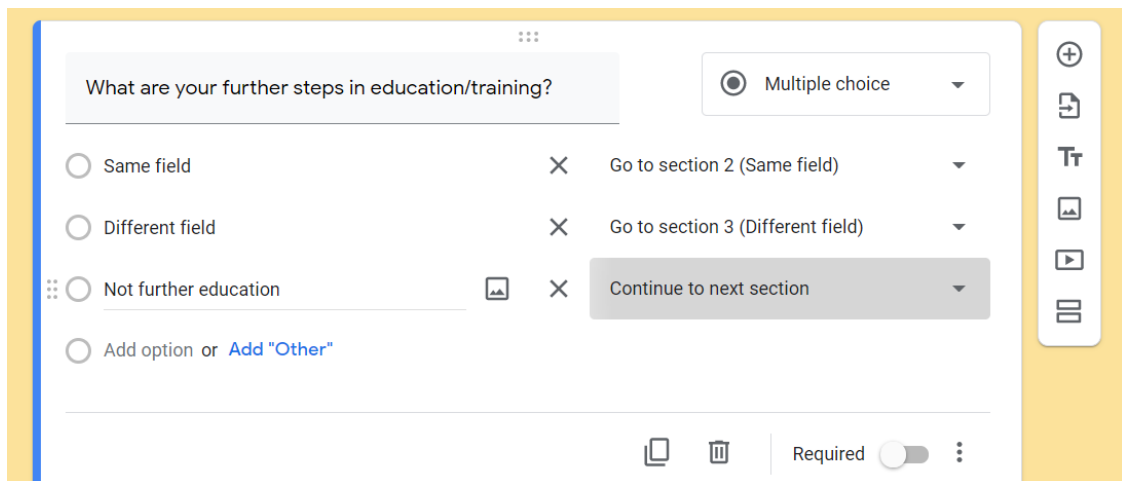 What are your further steps in education/training?
Multiple choice
Same field
Go to section 2 (Same field)
Different field
Go to section 3 (Different field)
Not further education
Continue to next section
Add option or Add "Other"
Required
Tт